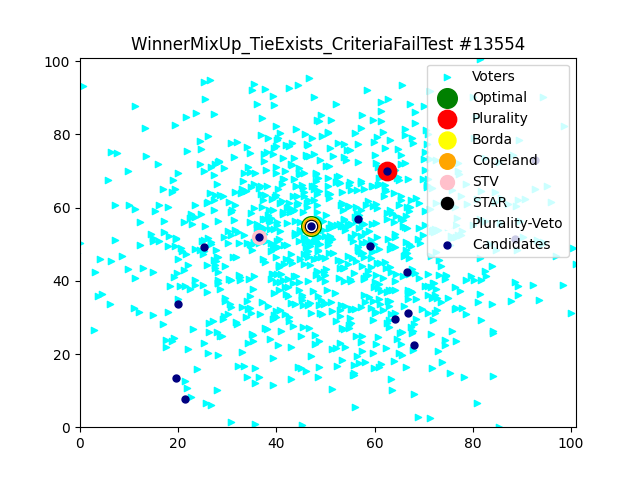 WinnerMixUp_TieExists_CriteriaFailTest #13554
100
80
60
40
20
0
0
20
40
60
80
100
Voters
Optimal
Plurality
Borda
Copeland
STV
STAR
Plurality-Veto
Candidates